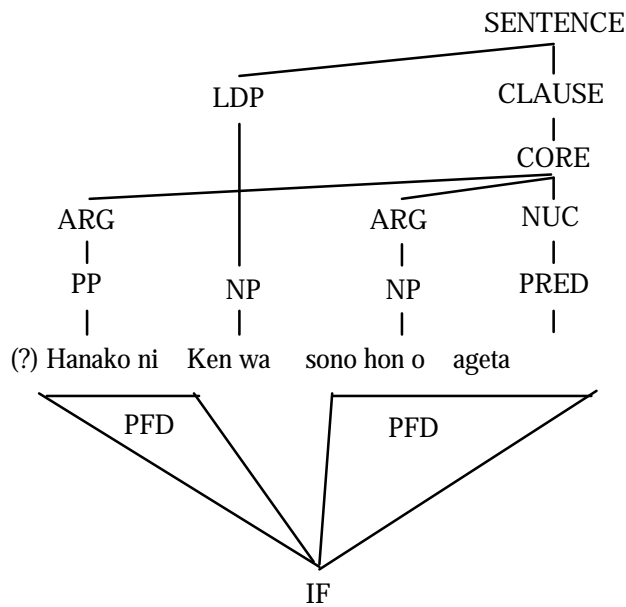 SENTENCE
LDP CLAUSE
CORE
ARG ARG NUC
PP NP NP PRED
(?) Hanako ni Ken wa sono hon o ageta
PFD PFD
IF